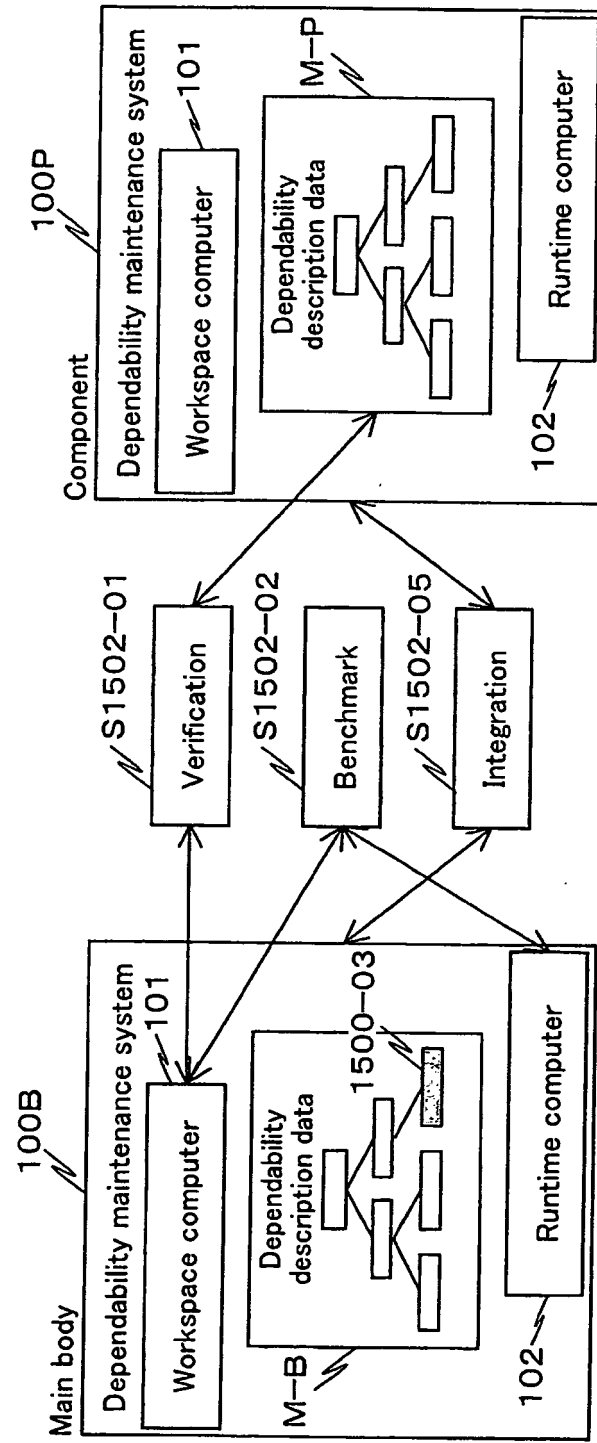 100B
Main body
Dependability maintenance system
101
Workspace computer
Dependability
description data
1500-03
M-B
Runtime computer
102
S1502-01
Verification
S1502-02
Benchmark
S1502-05
Integration
100P
Component
Dependability maintenance system
101
Workspace computer
M-P
Dependability
description data
Runtime computer
102